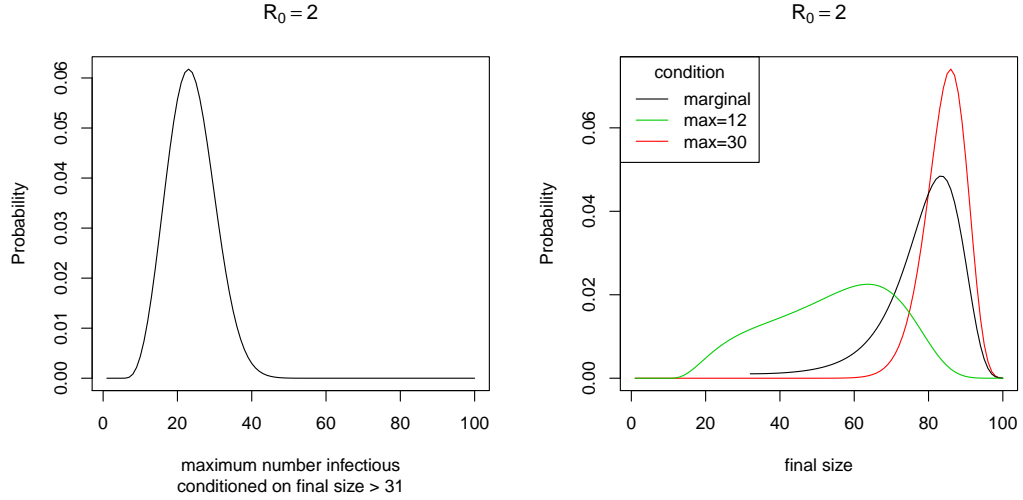 R0 = 2
Probability
0.00 0.01 0.02 0.03 0.04 0.05 0.06
0 20 40 60 80 100
maximum number infectious
conditioned on final size > 31
R0 = 2
condition
marginal
max=12
max=30
Probability
0.00 0.02 0.04 0.06
0 20 40 60 80 100
final size